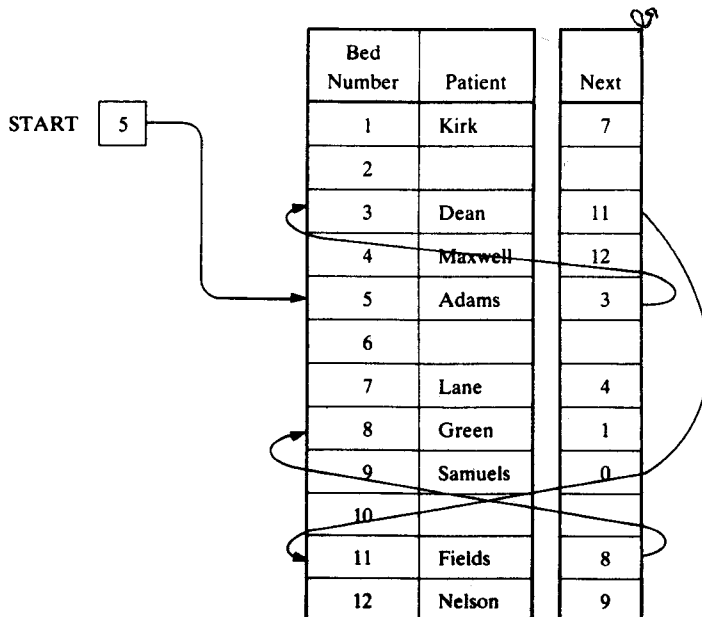 Bed Number Patient Next
START 5
1 Kirk 7
2
3 Dean 11
4 Maxwell 12
5 Adams 3
6
7 Lane 4
8 Green 1
9 Samuels 0
10
11 Fields 8
12 Nelson 9